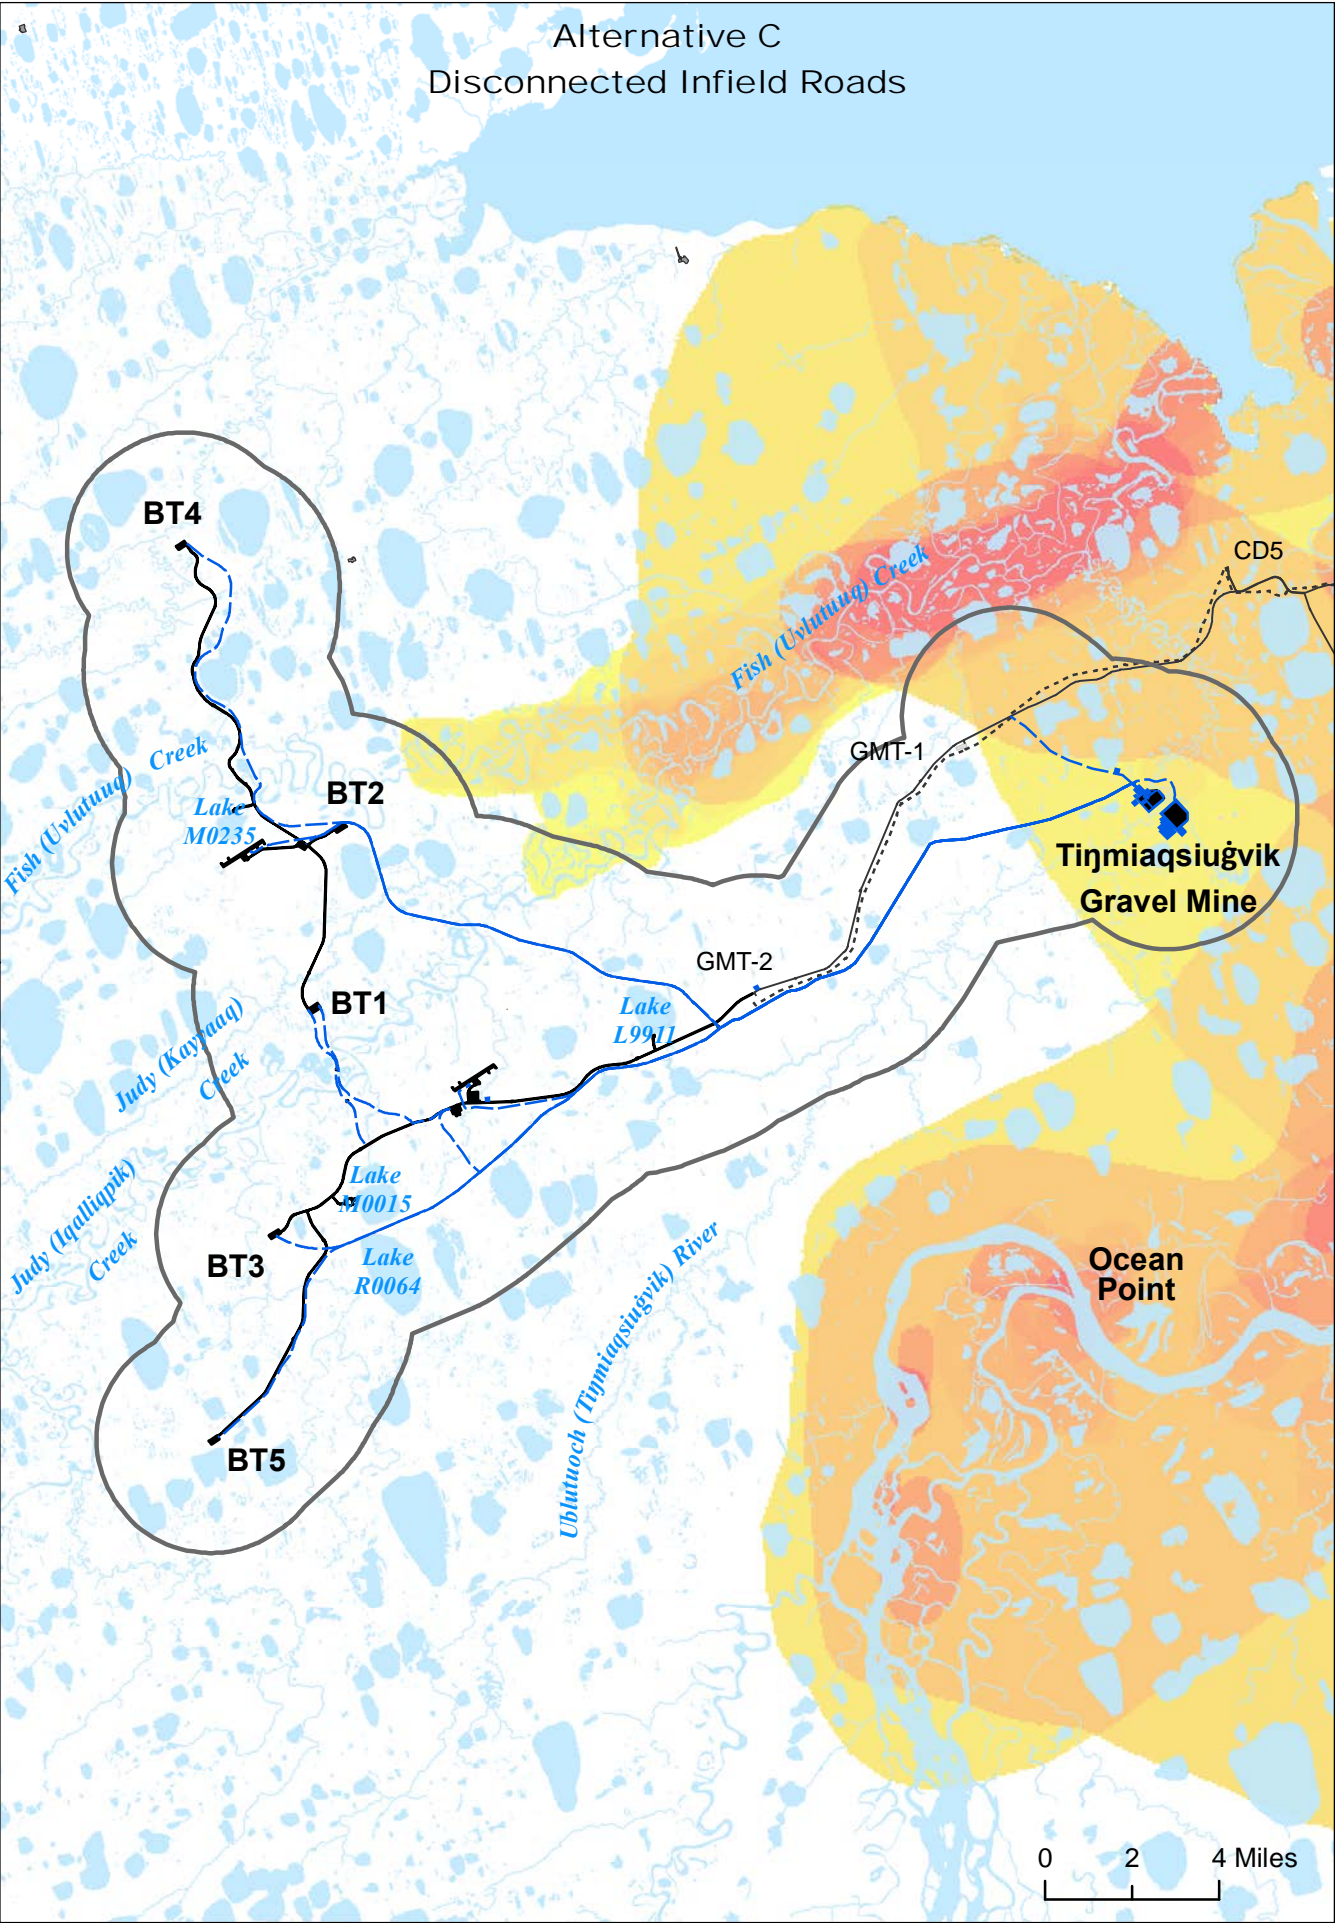 Alternative C
Disconnected Infield Roads
BT4
CD5
Fish (Uvlutuuq) Creek
GMT-1
Fish (Uvlutuuq) Creek
BT2
Lake
M0235
Tiŋmiaqsiuġvik
Gravel Mine
GMT-2
BT1
Lake
L9911
Judy (Kayyaaq)
Creek
Lake
M0015
Judy (Iqalliqpik)
Creek
BT3
Lake
R0064
Ublutuoch (Tiŋmiaqsiuġvik) River
Ocean
Point
BT5
0 2 4 Miles